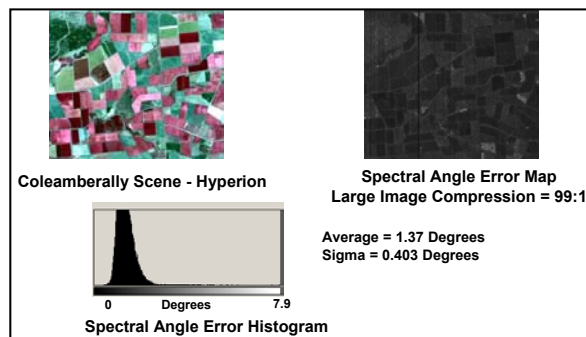 Coleamberally Scene - Hyperion
Spectral Angle Error Map
Large Image Compression = 99:1
Average = 1.37 Degrees
Sigma = 0.403 Degrees
0 Degrees 7.9
Spectral Angle Error Histogram